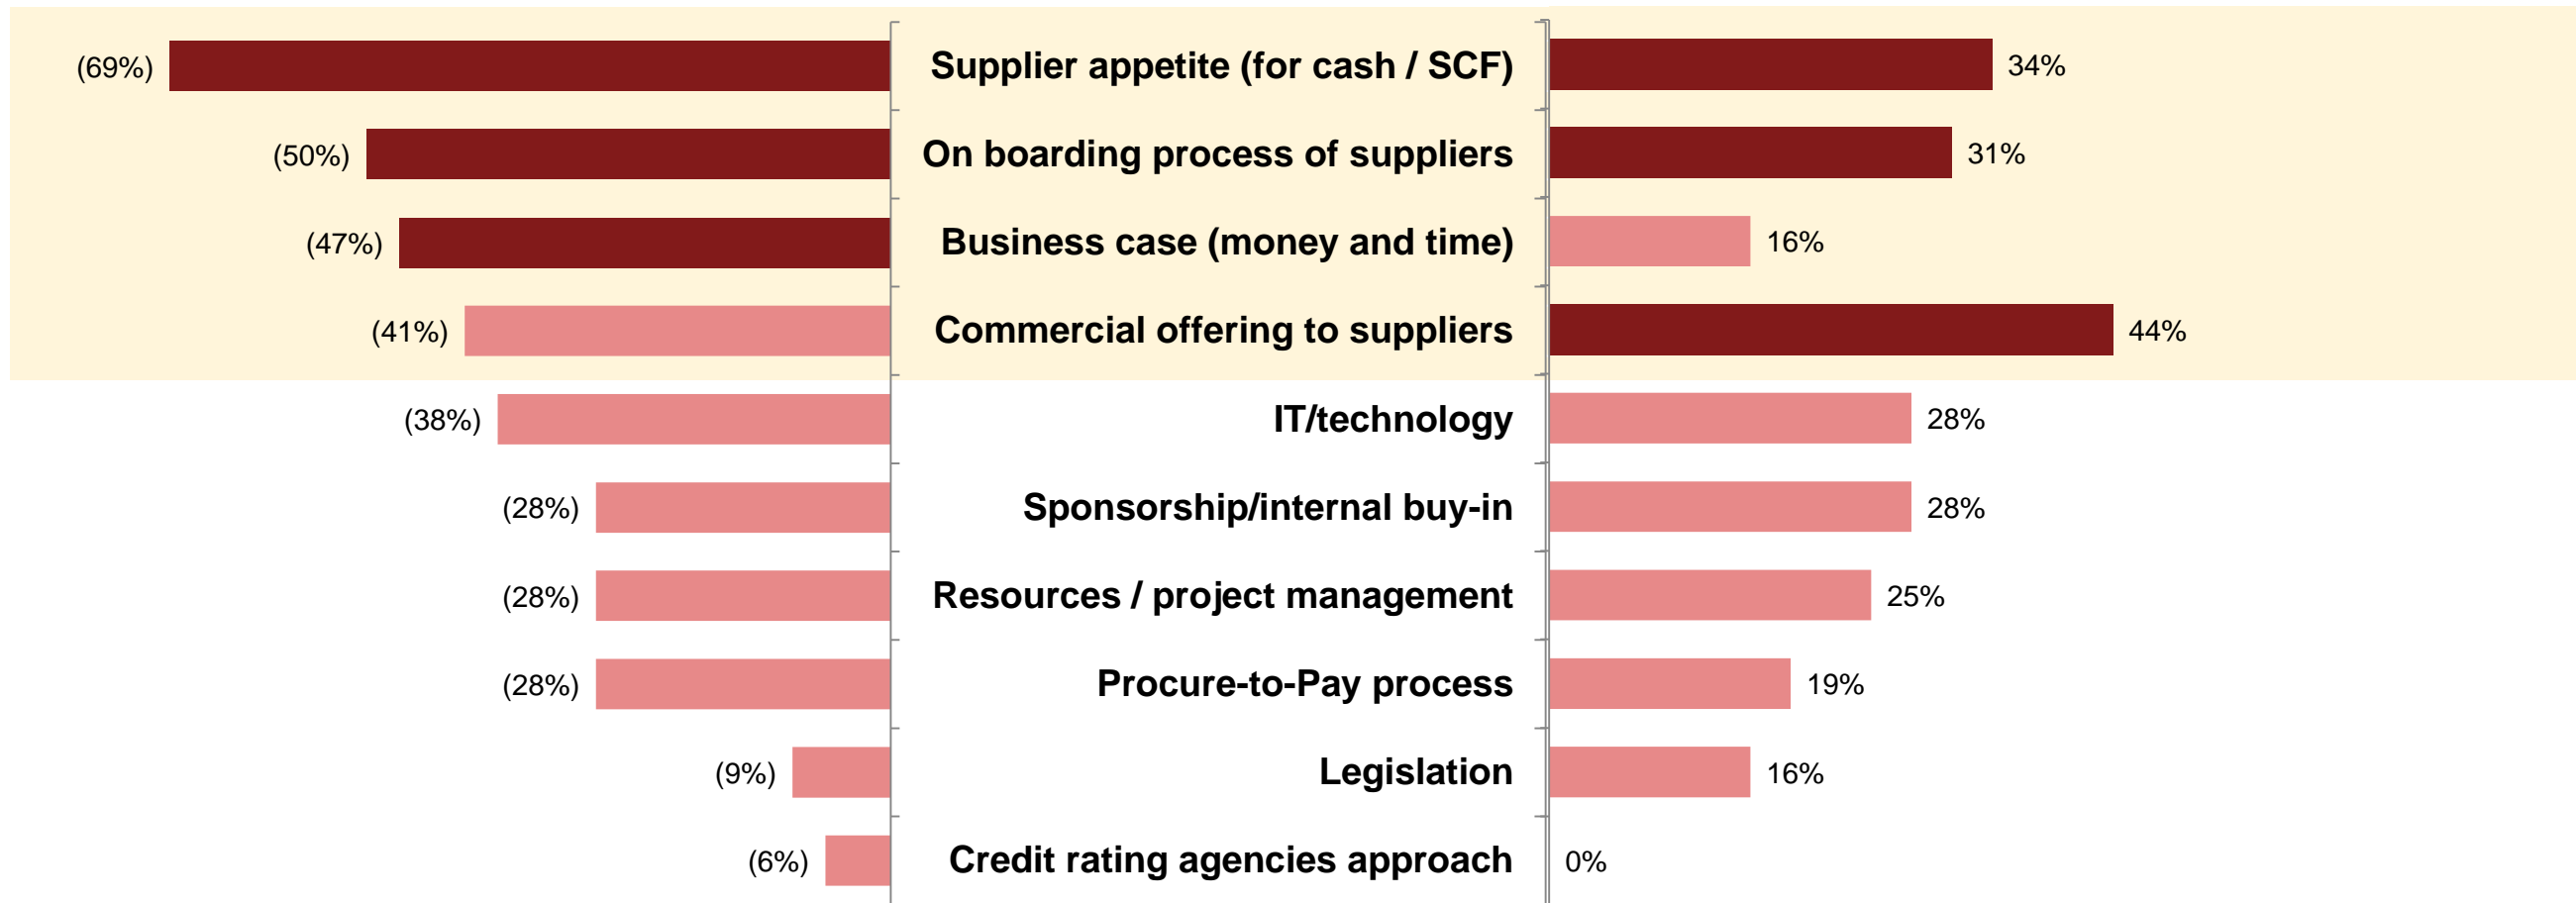 (69%) Supplier appetite (for cash / SCF) 34%
(50%) On boarding process of suppliers 31%
(47%) Business case (money and time) 16%
(41%) Commercial offering to suppliers 44%
(38%) IT/technology 28%
(28%) Sponsorship/internal buy-in 28%
(28%) Resources / project management 25%
(28%) Procure-to-Pay process 19%
(9%) Legislation 16%
(6%) Credit rating agencies approach 0%